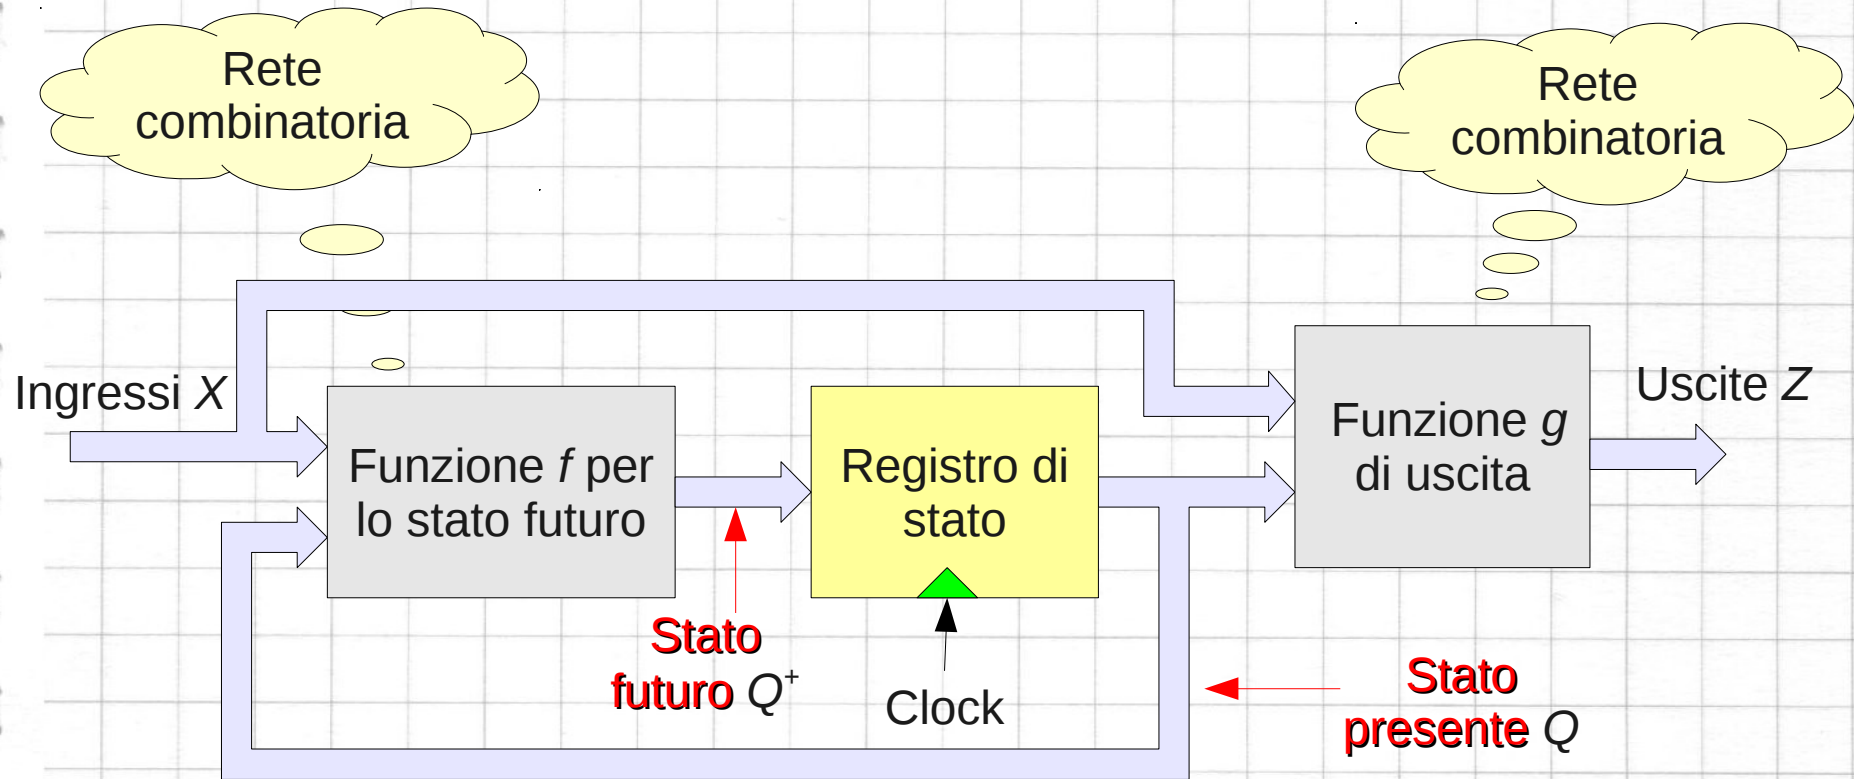 Rete
combinatoria
Rete
combinatoria
Ingressi X
Uscite Z
Funzione f per
lo stato futuro
Registro di
stato
Funzione g
di uscita
Stato
futuro Q+
Clock
Stato
presente Q